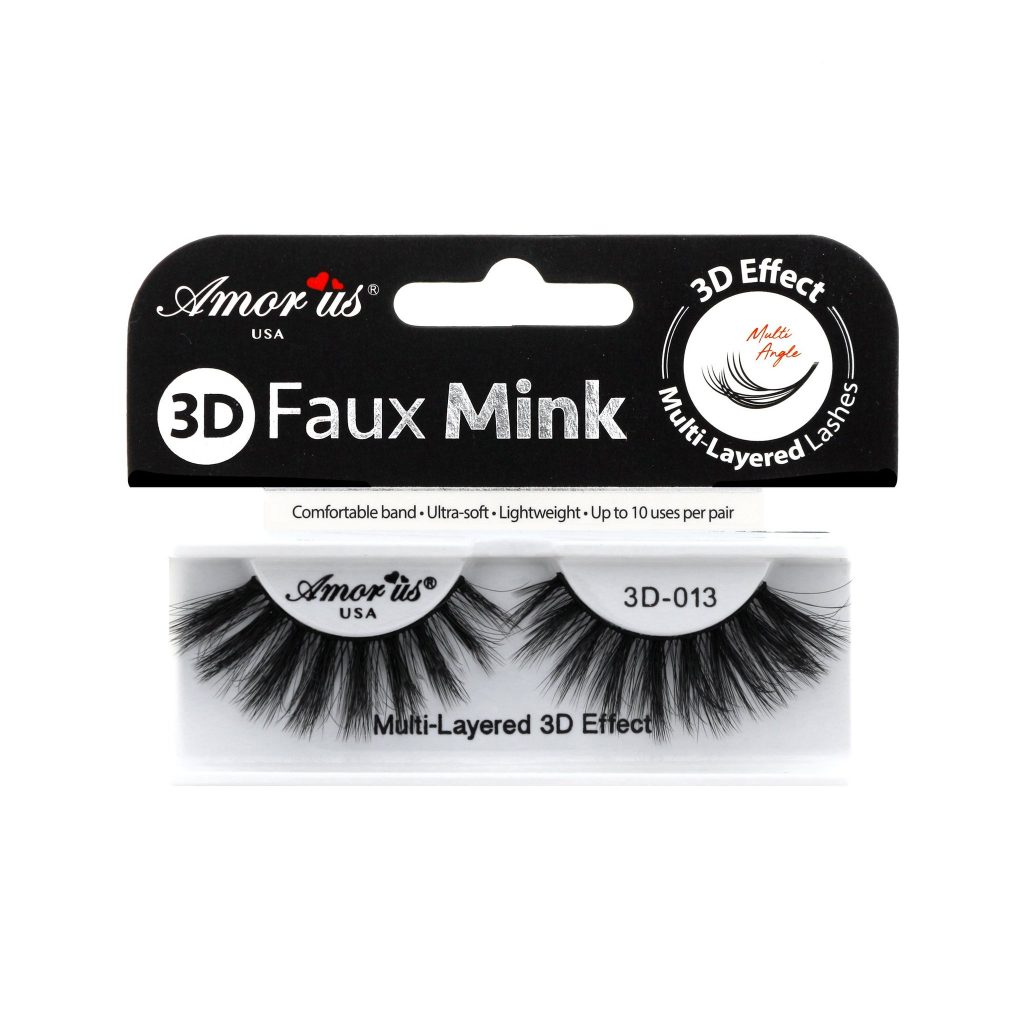 Amor us®
USA
3D Faux Mink
3D Effect
Multi Angle
Multi-Layered Lashes
Comfortable band • Ultra-soft • Lightweight • Up to 10 uses per pair
Amor us®
USA
3D-013
Multi-Layered 3D Effect